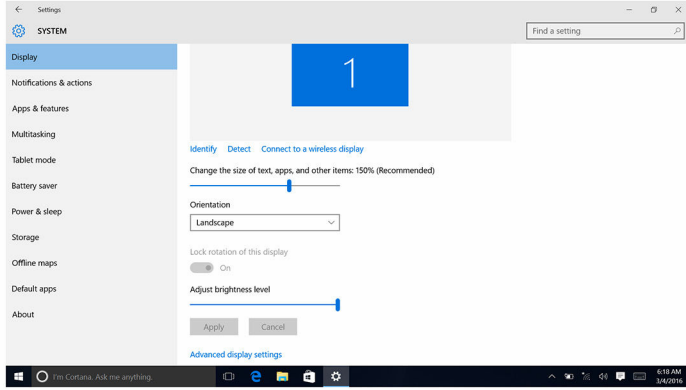 Settings
SYSTEM
Find a setting
Display
Notifications & actions
Apps & features
Multitasking
Tablet mode
Battery saver
Power & sleep
Storage
Offline maps
Default apps
About
1
Identify Detect Connect to a wireless display
Change the size of text, apps, and other items: 150% (Recommended)
Orientation
Landscape
Lock rotation of this display
On
Adjust brightness level
Apply Cancel
Advanced display settings
I'm Cortana. Ask me anything.
6:18 AM
3/4/2016